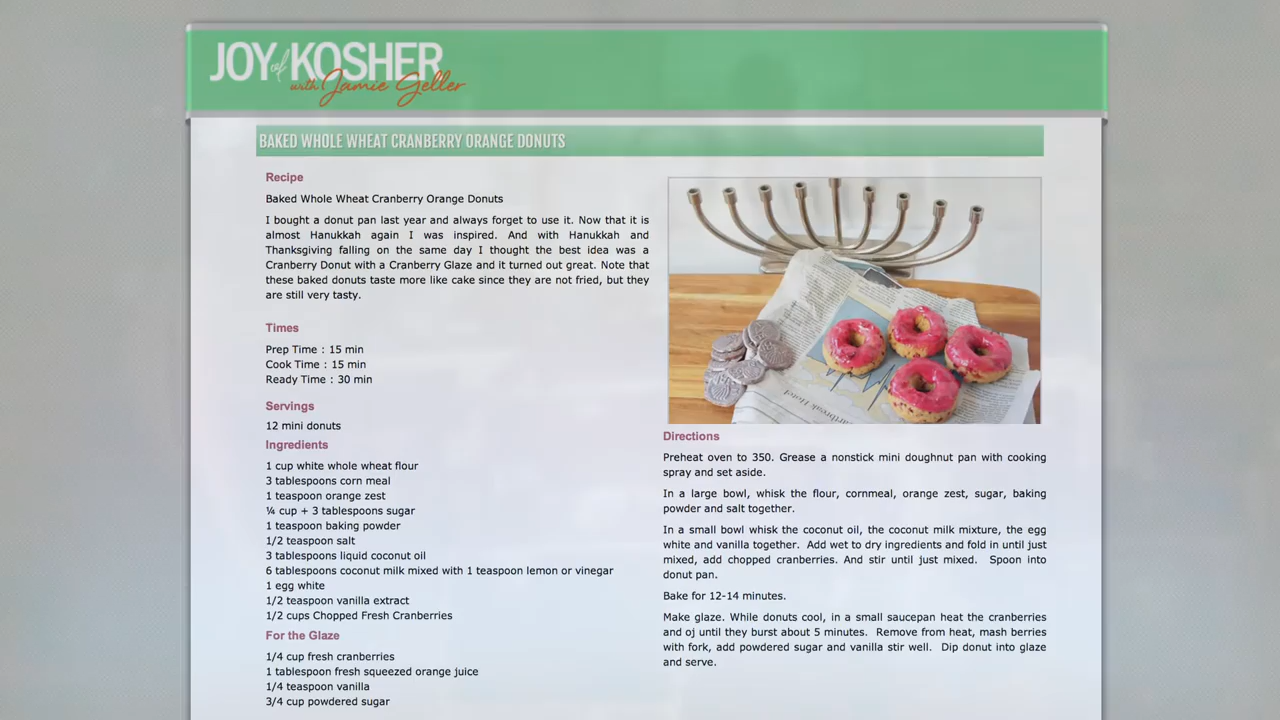 JOY of KOSHER
with Jamie Geller
BAKED WHOLE WHEAT CRANBERRY ORANGE DONUTS
Recipe
Baked Whole Wheat Cranberry Orange Donuts
I bought a donut pan last year and always forget to use it. Now that it is
almost Hanukkah again I was inspired. And with Hanukkah and
Thanksgiving falling on the same day I thought the best idea was a
Cranberry Donut with a Cranberry Glaze and it turned out great. Note that
these baked donuts taste more like cake since they are not fried, but they
are still very tasty.
Times
Prep Time : 15 min
Cook Time : 15 min
Ready Time : 30 min
Servings
12 mini donuts
Ingredients
1 cup white whole wheat flour
3 tablespoons corn meal
1 teaspoon orange zest
¼ cup + 3 tablespoons sugar
1 teaspoon baking powder
1/2 teaspoon salt
3 tablespoons liquid coconut oil
6 tablespoons coconut milk mixed with 1 teaspoon lemon or vinegar
1 egg white
1/2 teaspoon vanilla extract
1/2 cups Chopped Fresh Cranberries
For the Glaze
1/4 cup fresh cranberries
1 tablespoon fresh squeezed orange juice
1/4 teaspoon vanilla
3/4 cup powdered sugar
Directions
Preheat oven to 350. Grease a nonstick mini doughnut pan with cooking
spray and set aside.
In a large bowl, whisk the flour, cornmeal, orange zest, sugar, baking
powder and salt together.
In a small bowl whisk the coconut oil, the coconut milk mixture, the egg
white and vanilla together. Add wet to dry ingredients and fold in until just
mixed, add chopped cranberries. And stir until just mixed. Spoon into
donut pan.
Bake for 12-14 minutes.
Make glaze. While donuts cool, in a small saucepan heat the cranberries
and oj until they burst about 5 minutes. Remove from heat, mash berries
with fork, add powdered sugar and vanilla stir well. Dip donut into glaze
and serve.